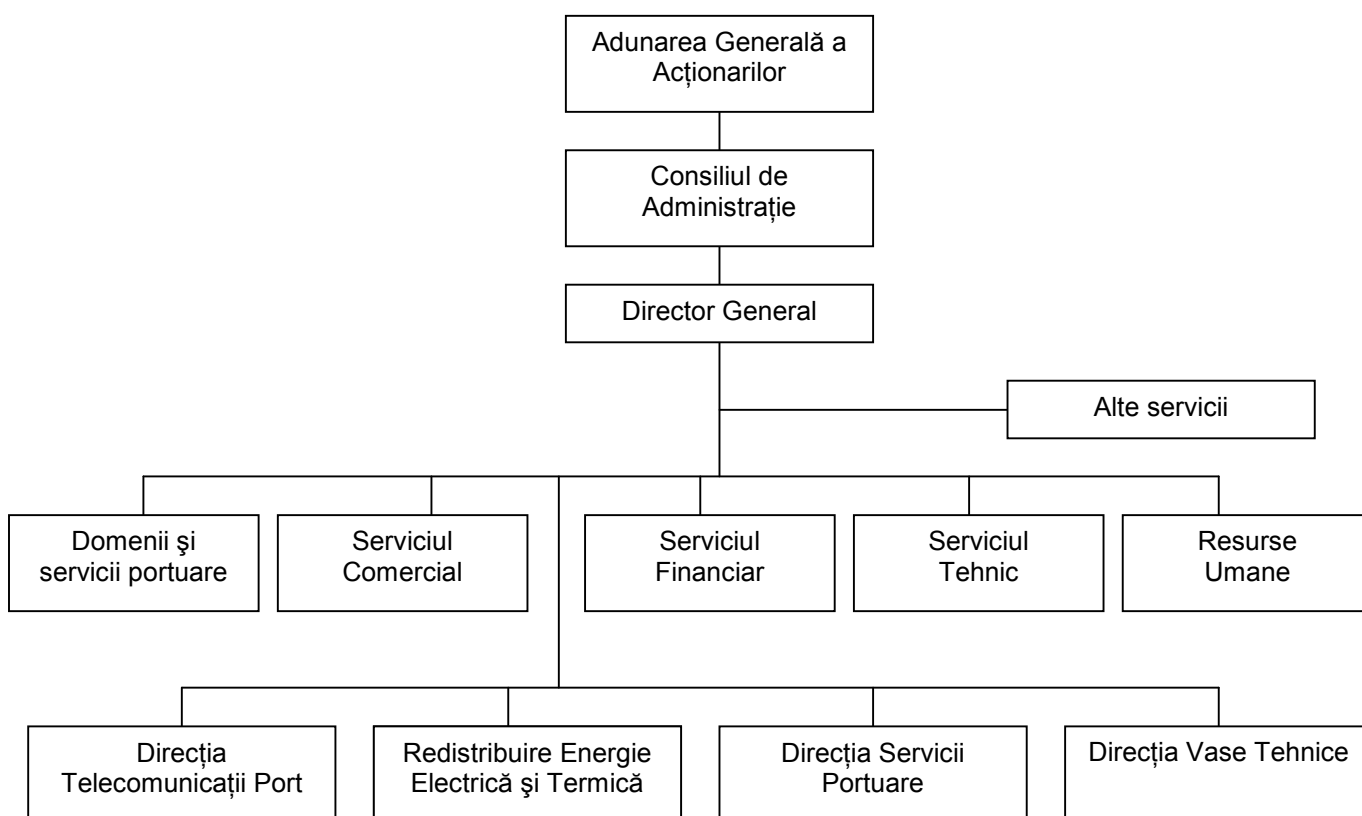 Adunarea Generală a
Acționarilor
Consiliul de
Administrație
Director General
Alte servicii
Domenii şi
servicii portuare
Serviciul
Comercial
Serviciul
Financiar
Serviciul
Tehnic
Resurse
Umane
Direcția
Telecomunicații Port
Redistribuire Energie
Electrică şi Termică
Direcția Servicii
Portuare
Direcția Vase Tehnice